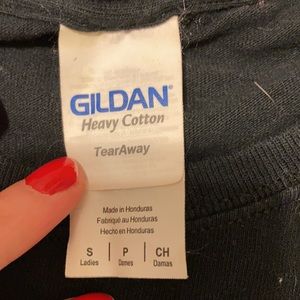 GILDAN®
Heavy Cotton
TearAway
Made in Honduras
Fabriqué au Honduras
Hecho en Honduras
S | P | CH
Ladies | Dames | Damas